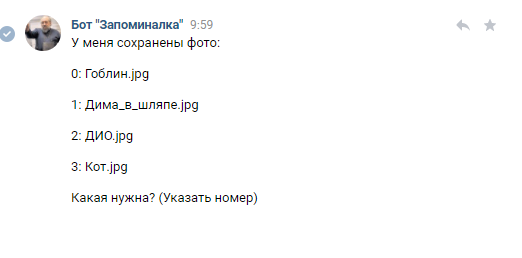 Бот "Запоминалка" 9:59
У меня сохранены фото:
0: Гоблин.jpg
1: Дима_в_шляпе.jpg
2: ДИО.jpg
3: Кот.jpg
Какая нужна? (Указать номер)